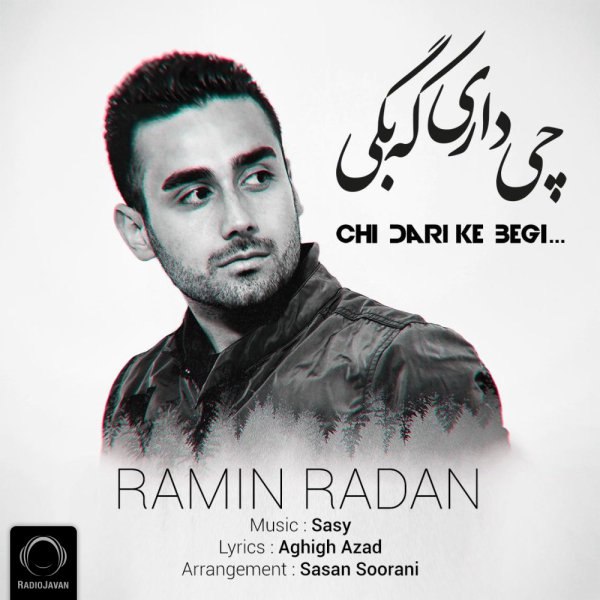 چی داری که بگی
CHI DARI KE BEGI...
RAMIN RADAN
Music : Sasy
Lyrics : Aghigh Azad
Arrangement : Sasan Soorani
RADIOJAVAN